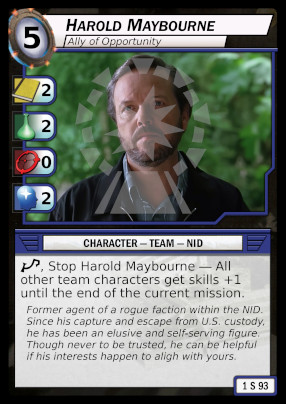 5
HAROLD MAYBOURNE
Ally of Opportunity
2
2
0
2
CHARACTER – TEAM – NID
, Stop Harold Maybourne — All
other team characters get skills +1
until the end of the current mission.
Former agent of a rogue faction within the NID.
Since his capture and escape from U.S. custody,
he has been an elusive and self-serving figure.
Though never to be trusted, he can be helpful
if his interests happen to align with yours.
1 S 93